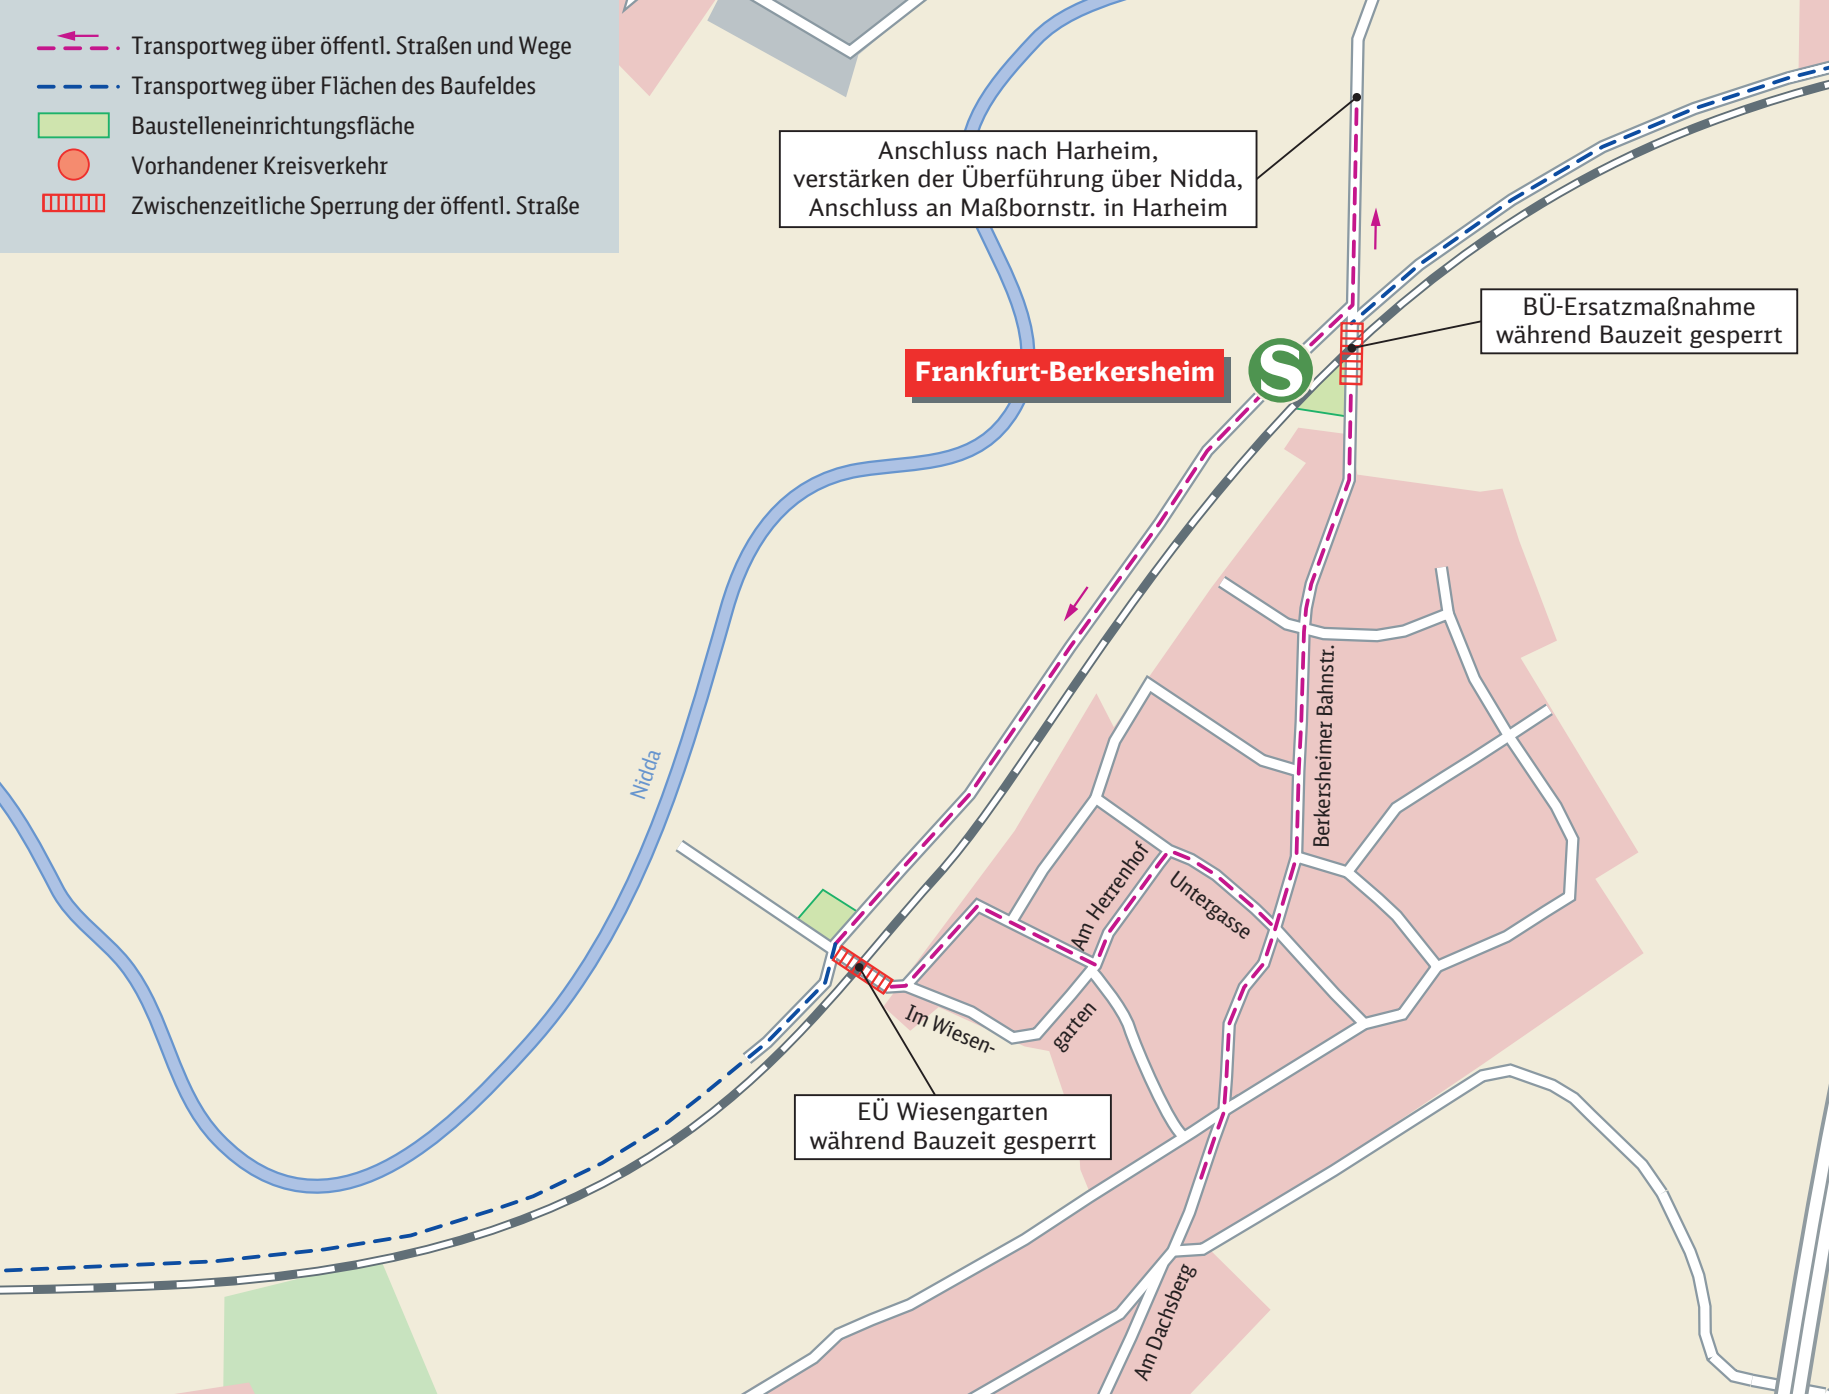 Transportweg über öffentl. Straßen und Wege
Transportweg über Flächen des Baufeldes
Baustelleneinrichtungsfläche
Vorhandener Kreisverkehr
Zwischenzeitliche Sperrung der öffentl. Straße
Anschluss nach Harheim,
verstärken der Überführung über Nidda,
Anschluss an Maßbornstr. in Harheim
BÜ-Ersatzmaßnahme
während Bauzeit gesperrt
Frankfurt-Berkersheim
S
Nidda
Berkersheimer Bahnstr.
Am Herrenhof
Untergasse
Im Wiesen-
garten
EÜ Wiesengarten
während Bauzeit gesperrt
Am Dachsberg